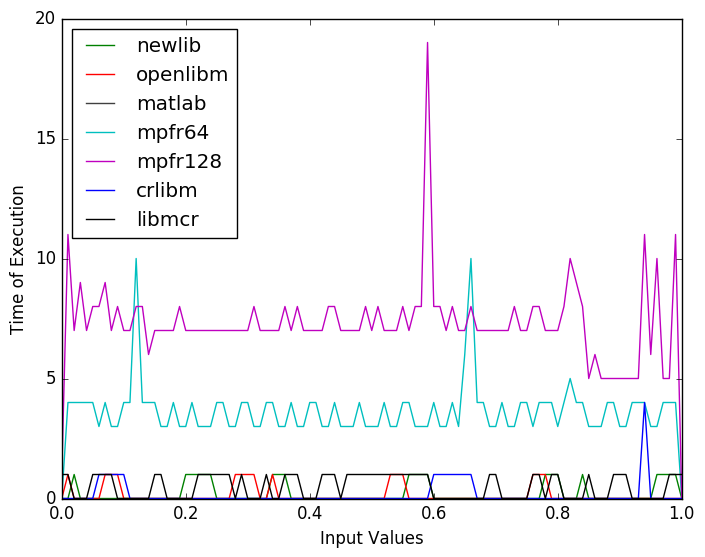 20
15
10
5
0
Time of Execution
newlib
openlibm
matlab
mpfr64
mpfr128
crlibm
libmcr
0.0 0.2 0.4 0.6 0.8 1.0
Input Values